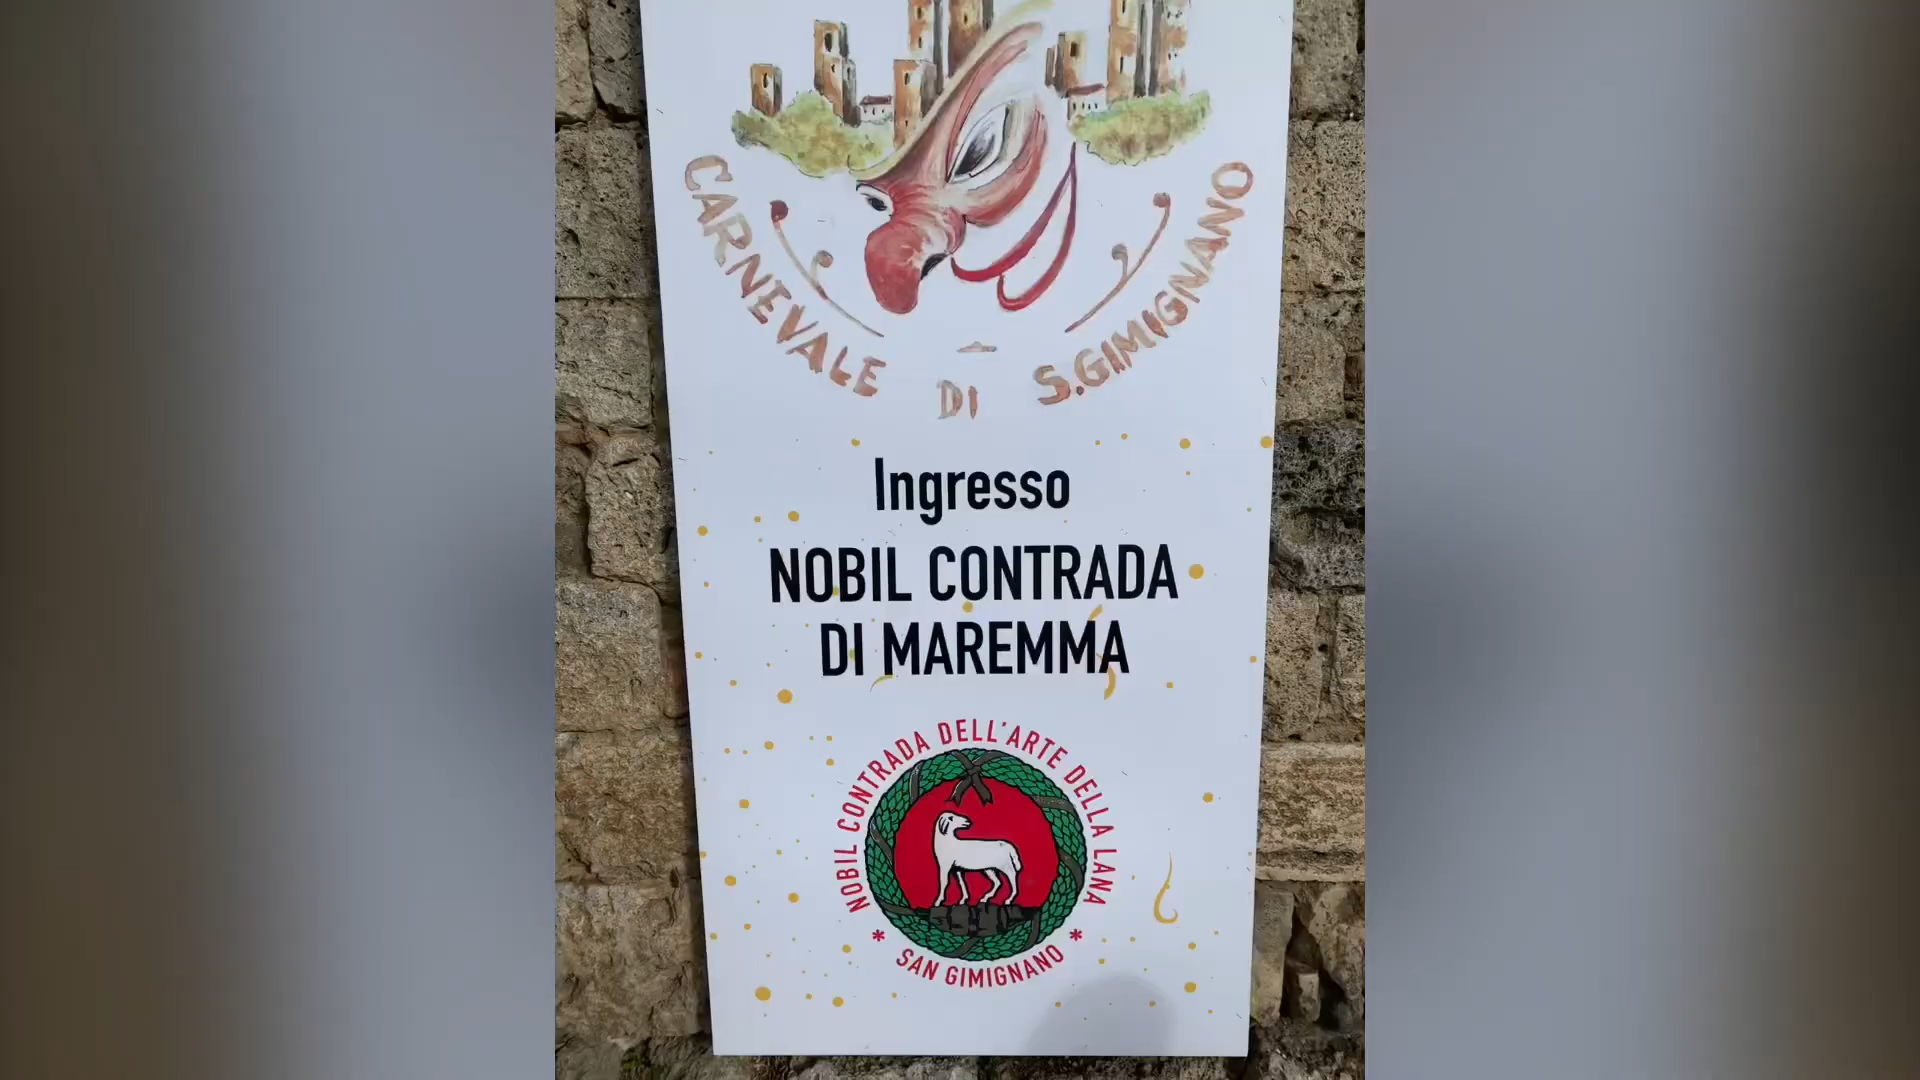 CARNEVALE DI S.GIMIGNANO
Ingresso
NOBIL CONTRADA
DI MAREMMA
NOBIL CONTRADA DELL'ARTE DELLA LANA
* SAN GIMIGNANO *